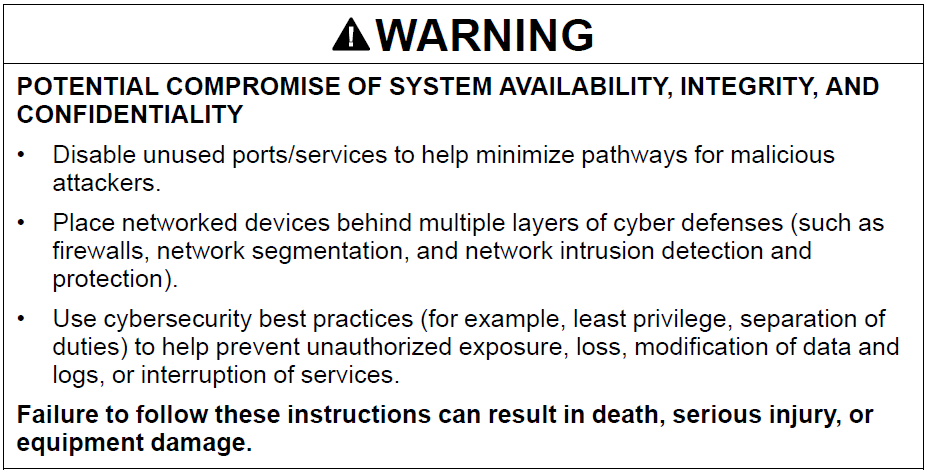 ⚠WARNING
POTENTIAL COMPROMISE OF SYSTEM AVAILABILITY, INTEGRITY, AND
CONFIDENTIALITY
• Disable unused ports/services to help minimize pathways for malicious
attackers.
• Place networked devices behind multiple layers of cyber defenses (such as
firewalls, network segmentation, and network intrusion detection and
protection).
• Use cybersecurity best practices (for example, least privilege, separation of
duties) to help prevent unauthorized exposure, loss, modification of data and
logs, or interruption of services.
Failure to follow these instructions can result in death, serious injury, or
equipment damage.